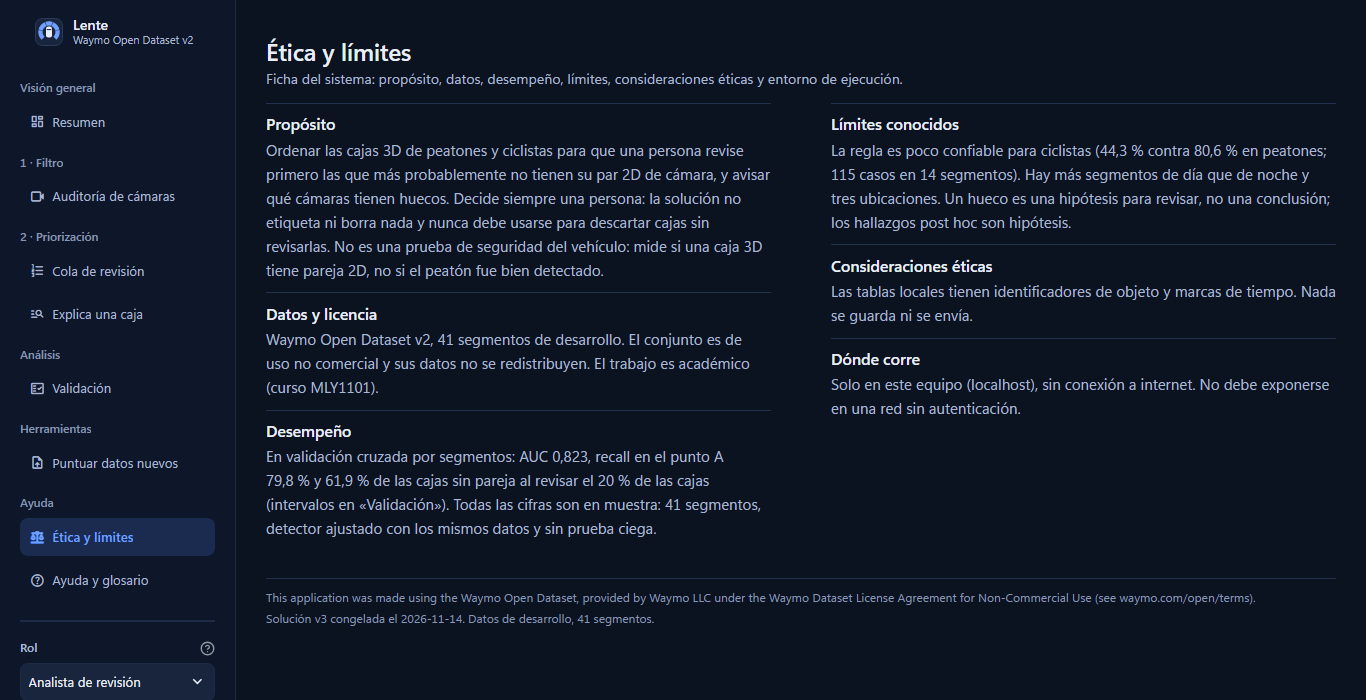 Lente
Waymo Open Dataset v2
Visión general
Resumen
1 · Filtro
Auditoría de cámaras
2 · Priorización
Cola de revisión
Explica una caja
Análisis
Validación
Herramientas
Puntuar datos nuevos
Ayuda
Ética y límites
Ayuda y glosario
Rol
Analista de revisión
Ética y límites
Ficha del sistema: propósito, datos, desempeño, límites, consideraciones éticas y entorno de ejecución.
Propósito
Ordenar las cajas 3D de peatones y ciclistas para que una persona revise
primero las que más probablemente no tienen su par 2D de cámara, y avisar
qué cámaras tienen huecos. Decide siempre una persona: la solución no
etiqueta ni borra nada y nunca debe usarse para descartar cajas sin
revisarlas. No es una prueba de seguridad del vehículo: mide si una caja 3D
tiene pareja 2D, no si el peatón fue bien detectado.
Datos y licencia
Waymo Open Dataset v2, 41 segmentos de desarrollo. El conjunto es de
uso no comercial y sus datos no se redistribuyen. El trabajo es académico
(curso MLY1101).
Desempeño
En validación cruzada por segmentos: AUC 0,823, recall en el punto A
79,8 % y 61,9 % de las cajas sin pareja al revisar el 20 % de las cajas
(intervalos en «Validación»). Todas las cifras son en muestra: 41 segmentos,
detector ajustado con los mismos datos y sin prueba ciega.
Límites conocidos
La regla es poco confiable para ciclistas (44,3 % contra 80,6 % en peatones;
115 casos en 14 segmentos). Hay más segmentos de día que de noche y
tres ubicaciones. Un hueco es una hipótesis para revisar, no una conclusión;
los hallazgos post hoc son hipótesis.
Consideraciones éticas
Las tablas locales tienen identificadores de objeto y marcas de tiempo. Nada
se guarda ni se envía.
Dónde corre
Solo en este equipo (localhost), sin conexión a internet. No debe exponerse
en una red sin autenticación.
This application was made using the Waymo Open Dataset, provided by Waymo LLC under the Waymo Dataset License Agreement for Non-Commercial Use (see waymo.com/open/terms).
Solución v3 congelada el 2026-11-14. Datos de desarrollo, 41 segmentos.